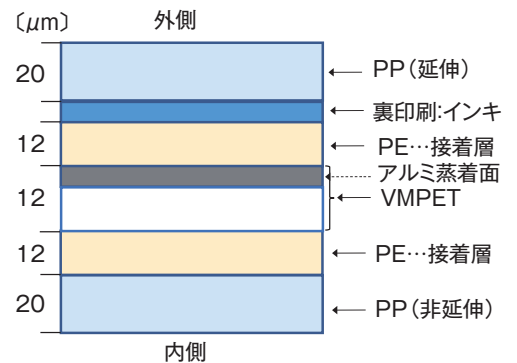 〔μm〕
外側
20
PP（延伸）
裏印刷:インキ
12
PE…接着層
アルミ蒸着面
12
VMPET
12
PE…接着層
20
PP（非延伸）
内側